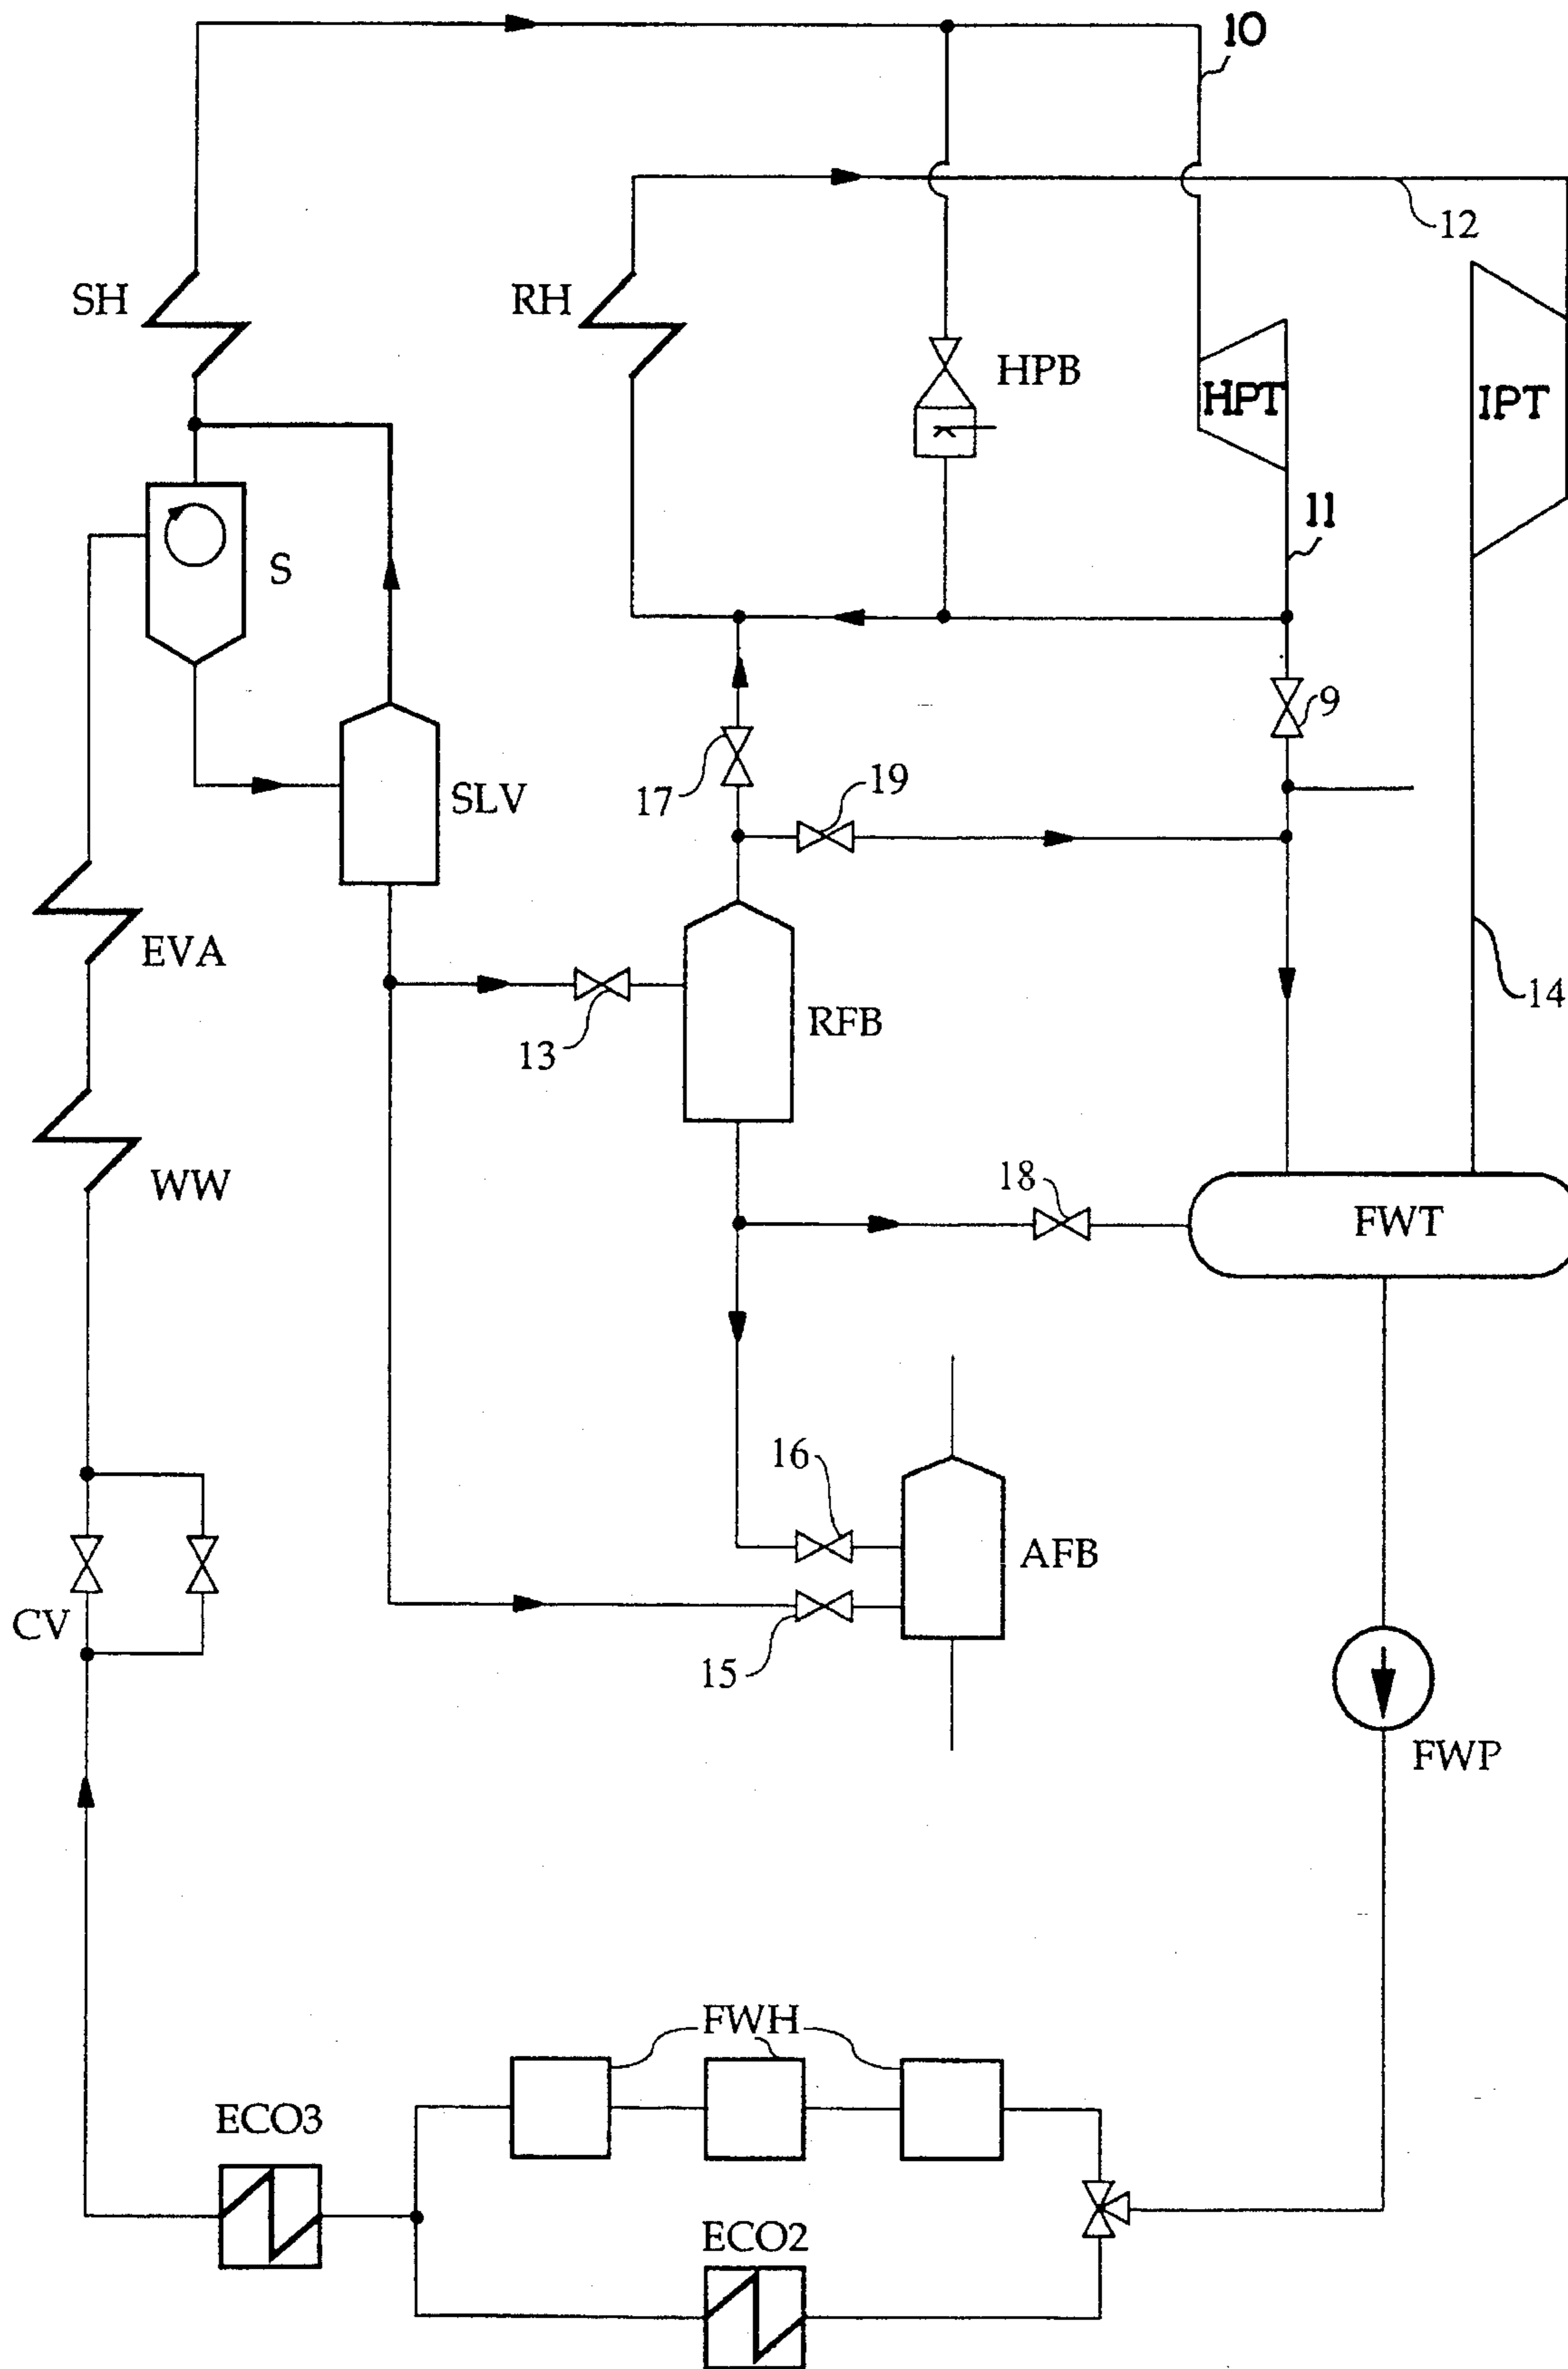 10
12
SH
RH
HPB
HPT
IPT
11
S
9
SLV
17
19
EVA
14
RFB
13
WW
18
FWT
16
AFB
CV
15
FWP
FWH
ECO3
ECO2